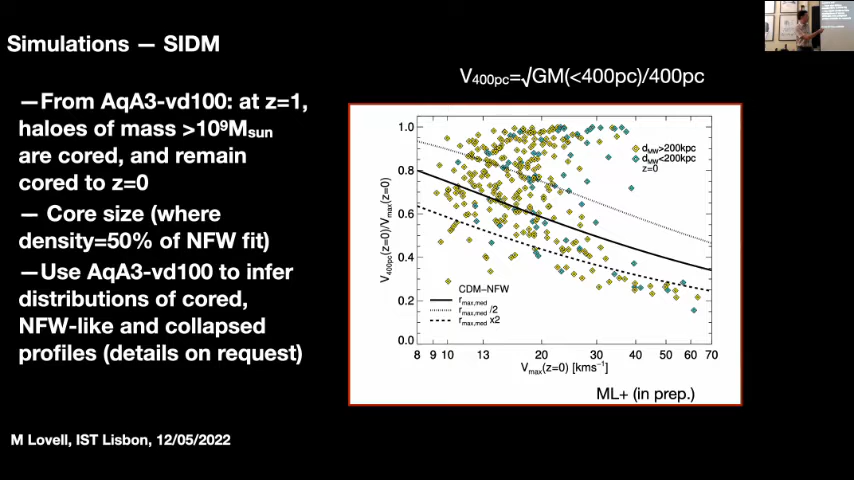 Simulations — SIDM
V400pc=√GM(<400pc)/400pc
—From AqA3-vd100: at z=1,
haloes of mass >10⁹Msun
are cored, and remain
cored to z=0
— Core size (where
density=50% of NFW fit)
—Use AqA3-vd100 to infer
distributions of cored,
NFW-like and collapsed
profiles (details on request)
V400pc(z=0)/Vmax(z=0)
1.0
0.8
0.6
0.4
0.2
0.0
dMW>200kpc
dMW<200kpc
z=0
CDM-NFW
rmax,med
rmax,med /2
rmax,med x2
8 9 10 13 20 30 40 50 60 70
Vmax(z=0) [kms⁻¹]
ML+ (in prep.)
M Lovell, IST Lisbon, 12/05/2022